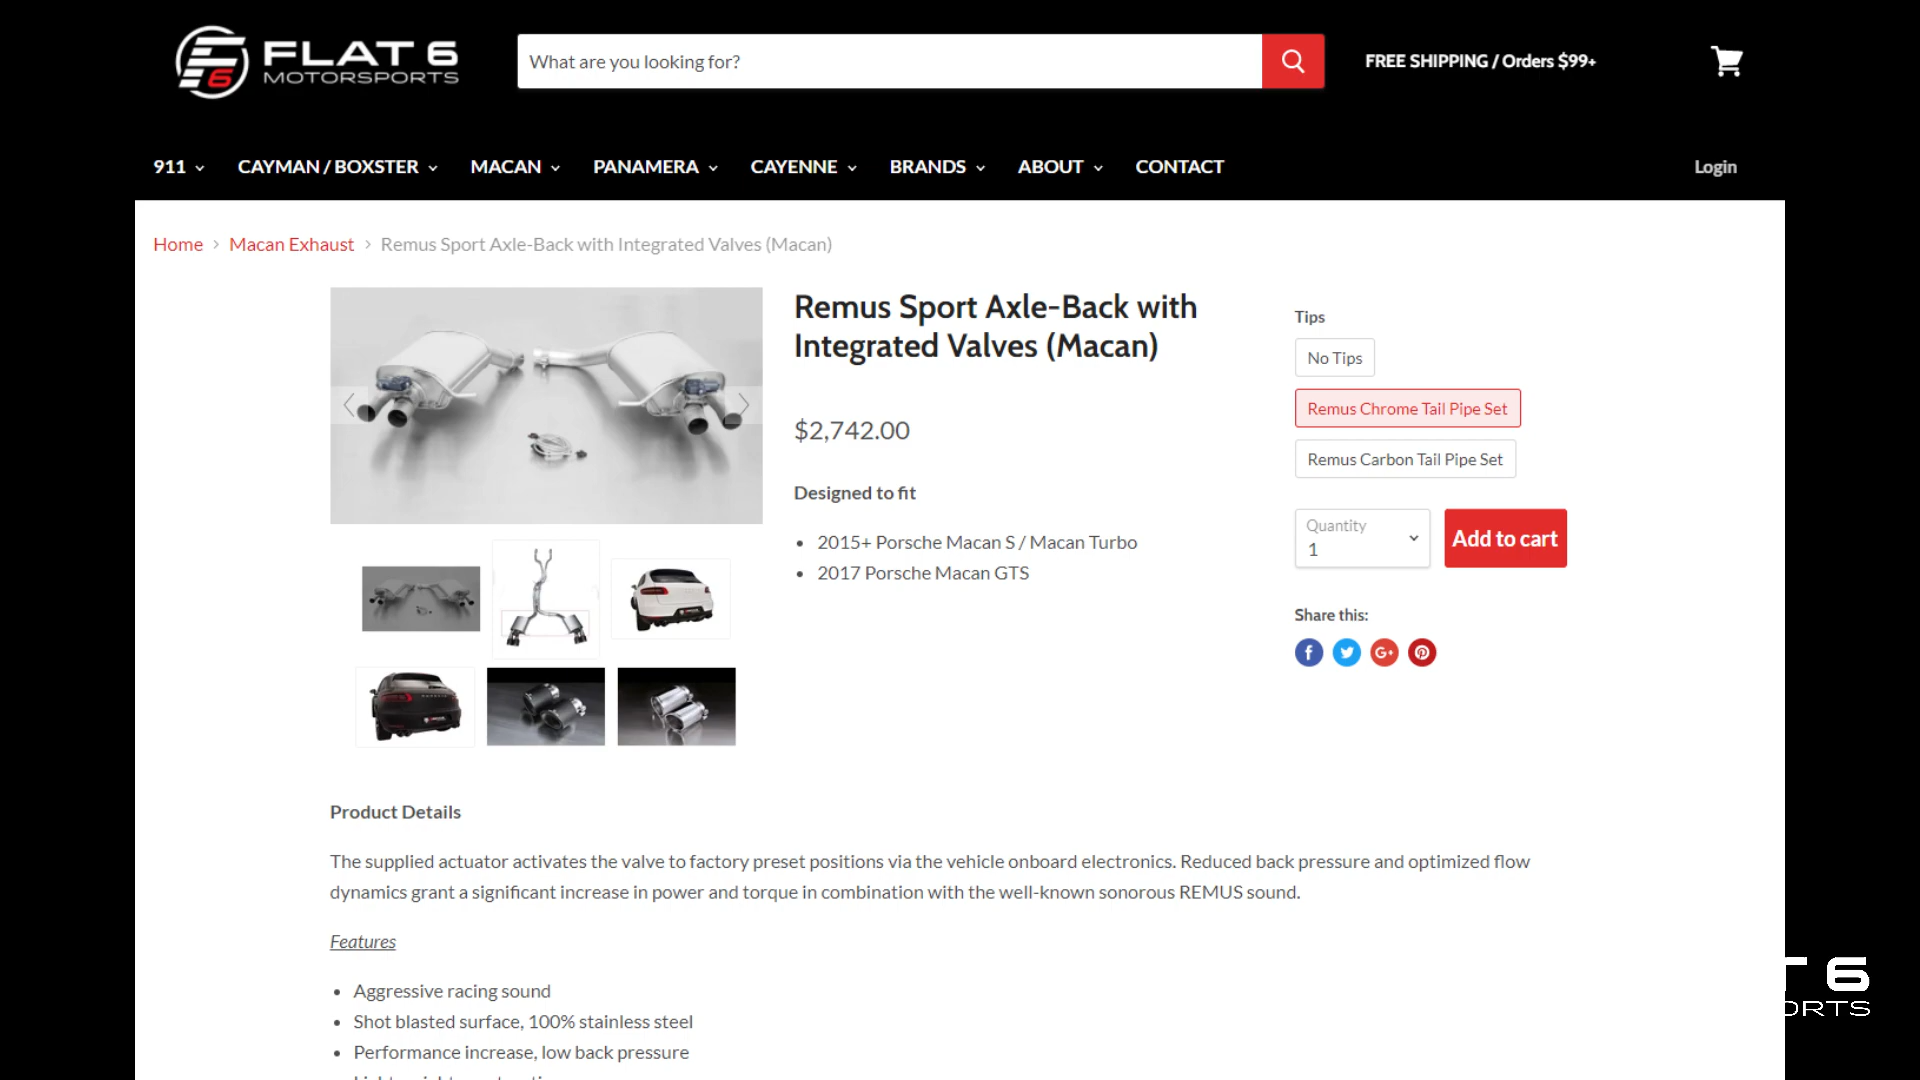 FLAT 6
MOTORSPORTS
What are you looking for?
FREE SHIPPING / Orders $99+
911
CAYMAN / BOXSTER
MACAN
PANAMERA
CAYENNE
BRANDS
ABOUT
CONTACT
Login
Home > Macan Exhaust > Remus Sport Axle-Back with Integrated Valves (Macan)
Remus Sport Axle-Back with
Integrated Valves (Macan)
$2,742.00
Designed to fit
• 2015+ Porsche Macan S / Macan Turbo
• 2017 Porsche Macan GTS
Tips
No Tips
Remus Chrome Tail Pipe Set
Remus Carbon Tail Pipe Set
Quantity
1
Add to cart
Share this:
Product Details
The supplied actuator activates the valve to factory preset positions via the vehicle onboard electronics. Reduced back pressure and optimized flow
dynamics grant a significant increase in power and torque in combination with the well-known sonorous REMUS sound.
Features
• Aggressive racing sound
• Shot blasted surface, 100% stainless steel
• Performance increase, low back pressure
T 6
ORTS